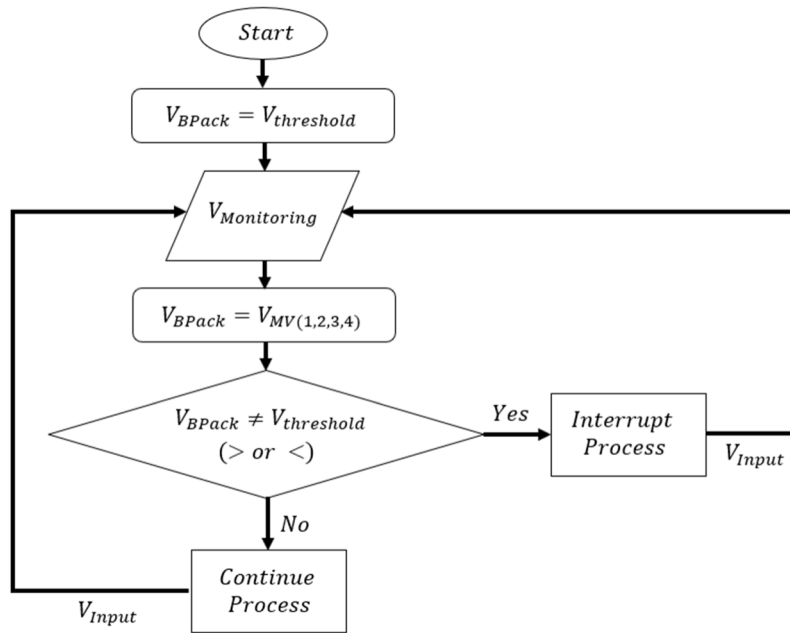 Start
V_BPack = V_threshold
V_Monitoring
V_BPack = V_MV(1,2,3,4)
V_BPack ≠ V_threshold
(> or <)
Yes
Interrupt
Process
V_Input
No
Continue
Process
V_Input